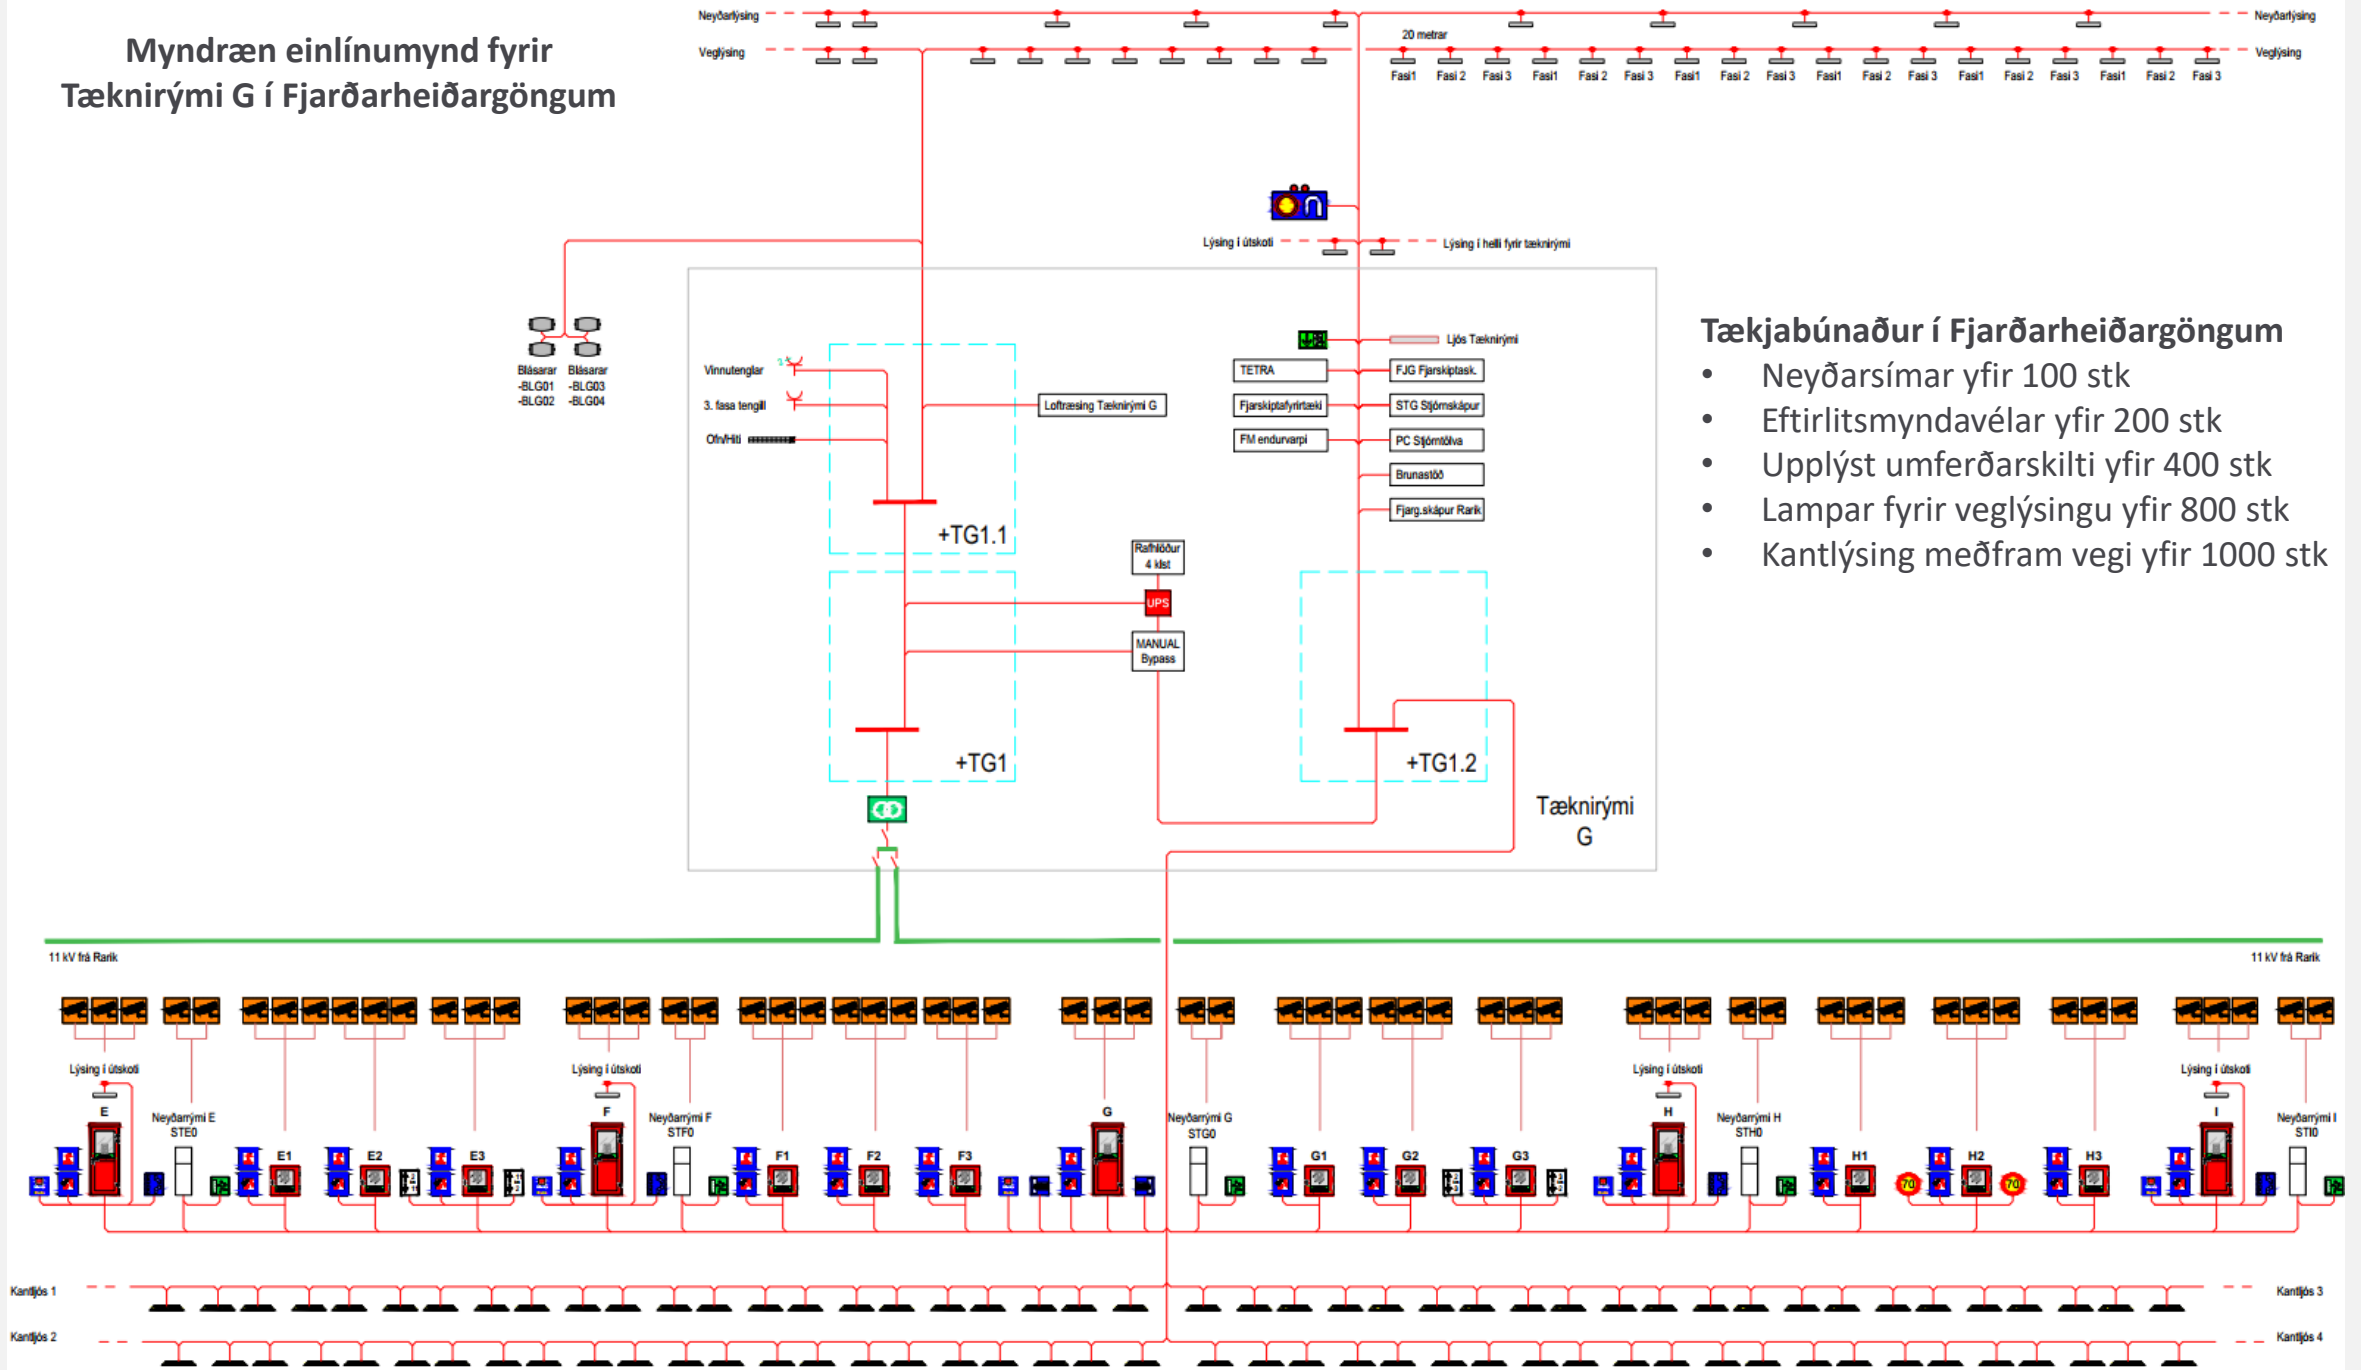 Myndræn einlínumynd fyrir
Tæknirými G í Fjarðarheiðargöngum
Neyðarlýsing
Neyðarlýsing
Veglýsing
20 metrar
Veglýsing
Fasi1 Fasi 2 Fasi 3 Fasi1 Fasi 2 Fasi 3 Fasi1 Fasi 2 Fasi 3 Fasi1 Fasi 2 Fasi 3 Fasi1 Fasi 2 Fasi 3 Fasi1 Fasi 2 Fasi 3
Lýsing í útskoti
Lýsing í helli fyrir tæknirými
Blásarar
-BLG01
-BLG02
Blásarar
-BLG03
-BLG04
Vinnutenglar
3. fasa tengill
Ofn/Hiti
Loftræsing Tæknirými G
+TG1.1
Rafhlöður
4 klst
UPS
MANUAL
Bypass
+TG1
Ljós Tæknirými
TETRA
FJG Fjarskiptask.
Fjarskiptafyrirtæki
STG Stjórnskápur
FM endurvarpi
PC Stjórntölva
Brunastöð
Fjarg.skápur Rarik
+TG1.2
Tæknirými
G
Tækjabúnaður í Fjarðarheiðargöngum
• Neyðarsímar yfir 100 stk
• Eftirlitsmyndavélar yfir 200 stk
• Upplýst umferðarskilti yfir 400 stk
• Lampar fyrir veglýsingu yfir 800 stk
• Kantlýsing meðfram vegi yfir 1000 stk
11 kV frá Rarik
11 kV frá Rarik
Lýsing í útskoti
Lýsing í útskoti
Lýsing í útskoti
Lýsing í útskoti
E
Neyðarrými E
STE0
E1
E2
E3
F
Neyðarrými F
STF0
F1
F2
F3
G
Neyðarrými G
STG0
G1
G2
G3
H
Neyðarrými H
STH0
H1
70
H2
70
H3
I
Neyðarrými I
STI0
Kantljós 1
Kantljós 3
Kantljós 2
Kantljós 4